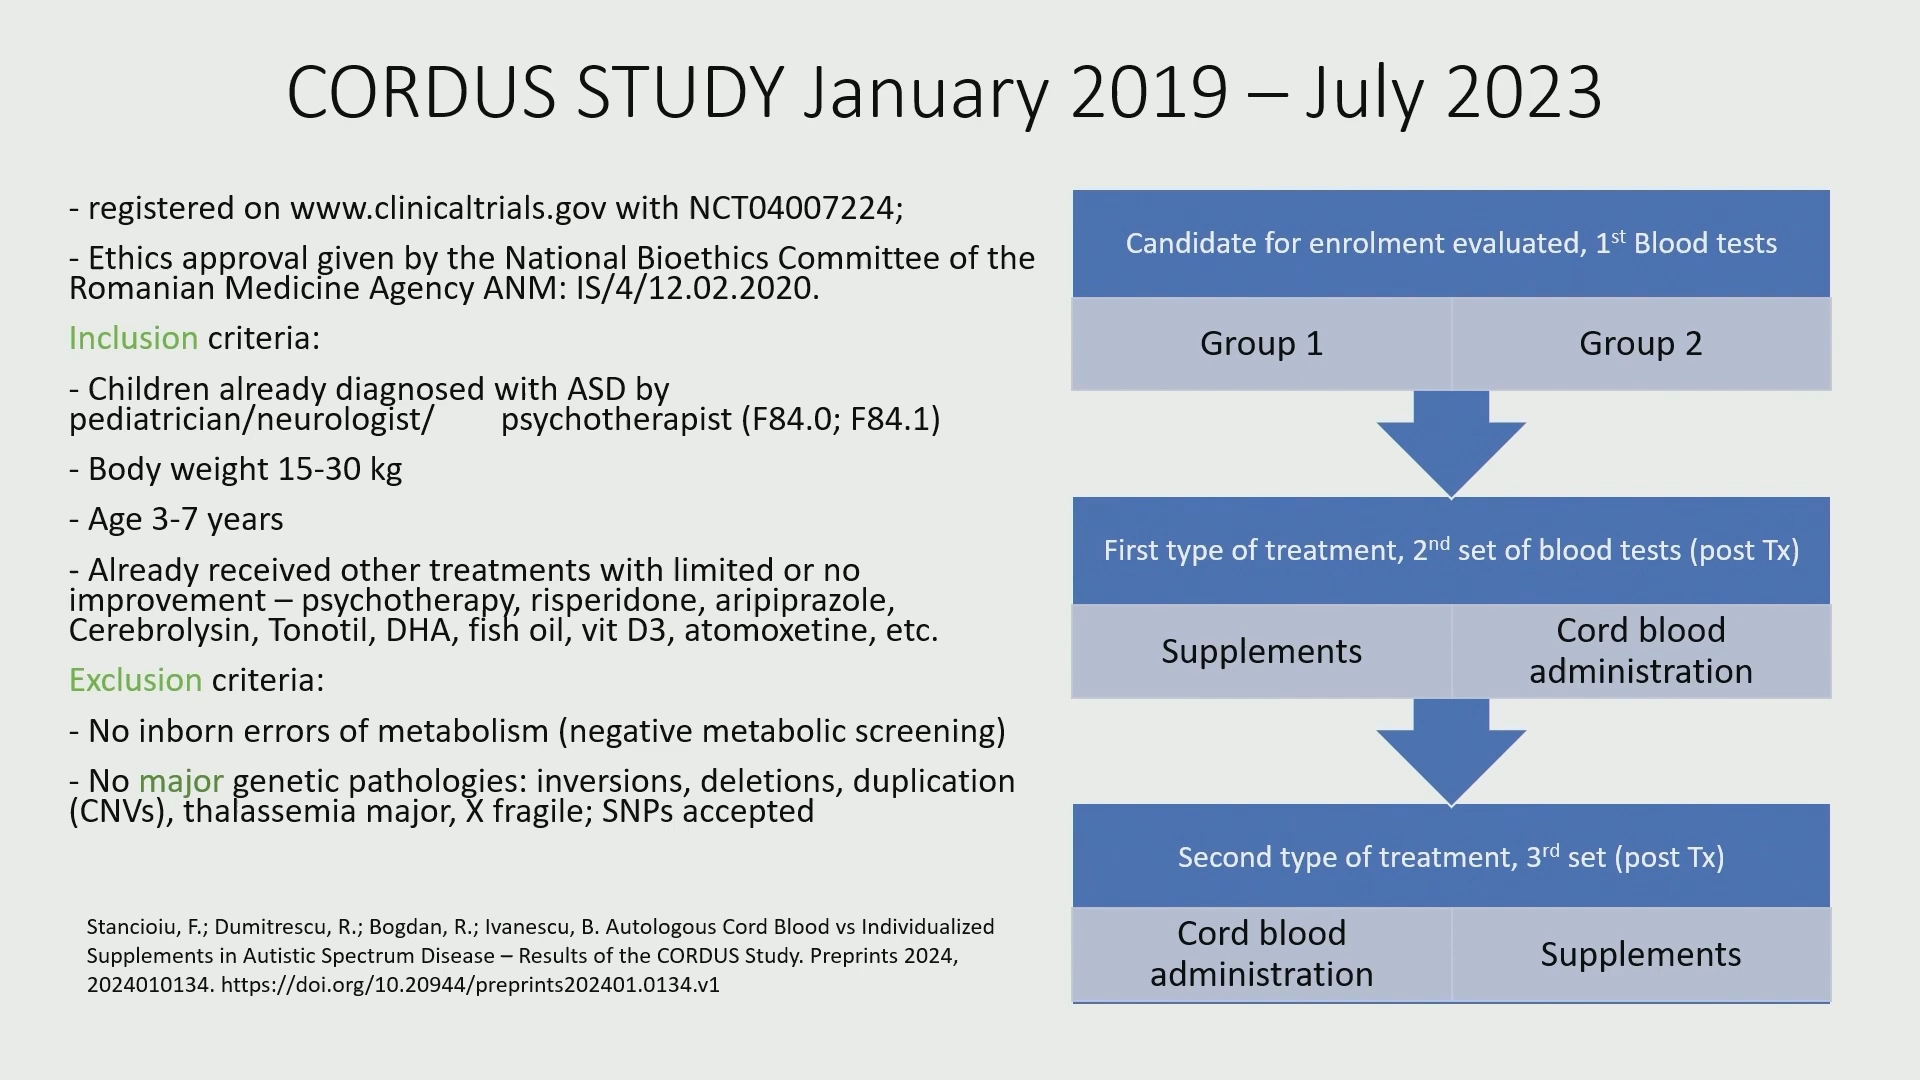 CORDUS STUDY January 2019 – July 2023
- registered on www.clinicaltrials.gov with NCT04007224;
- Ethics approval given by the National Bioethics Committee of the
Romanian Medicine Agency ANM: IS/4/12.02.2020.
Inclusion criteria:
- Children already diagnosed with ASD by
pediatrician/neurologist/ psychotherapist (F84.0; F84.1)
- Body weight 15-30 kg
- Age 3-7 years
- Already received other treatments with limited or no
improvement – psychotherapy, risperidone, aripiprazole,
Cerebrolysin, Tonotil, DHA, fish oil, vit D3, atomoxetine, etc.
Exclusion criteria:
- No inborn errors of metabolism (negative metabolic screening)
- No major genetic pathologies: inversions, deletions, duplication
(CNVs), thalassemia major, X fragile; SNPs accepted
Stancioiu, F.; Dumitrescu, R.; Bogdan, R.; Ivanescu, B. Autologous Cord Blood vs Individualized
Supplements in Autistic Spectrum Disease – Results of the CORDUS Study. Preprints 2024,
2024010134. https://doi.org/10.20944/preprints202401.0134.v1
Candidate for enrolment evaluated, 1st Blood tests
Group 1
Group 2
First type of treatment, 2nd set of blood tests (post Tx)
Supplements
Cord blood
administration
Second type of treatment, 3rd set (post Tx)
Cord blood
administration
Supplements